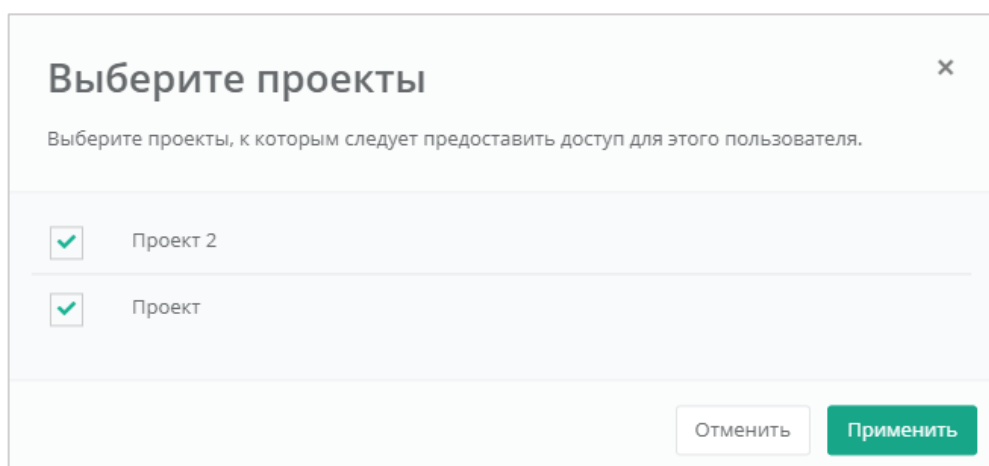 Выберите проекты
Выберите проекты, к которым следует предоставить доступ для этого пользователя.
Проект 2
Проект
Отменить
Применить